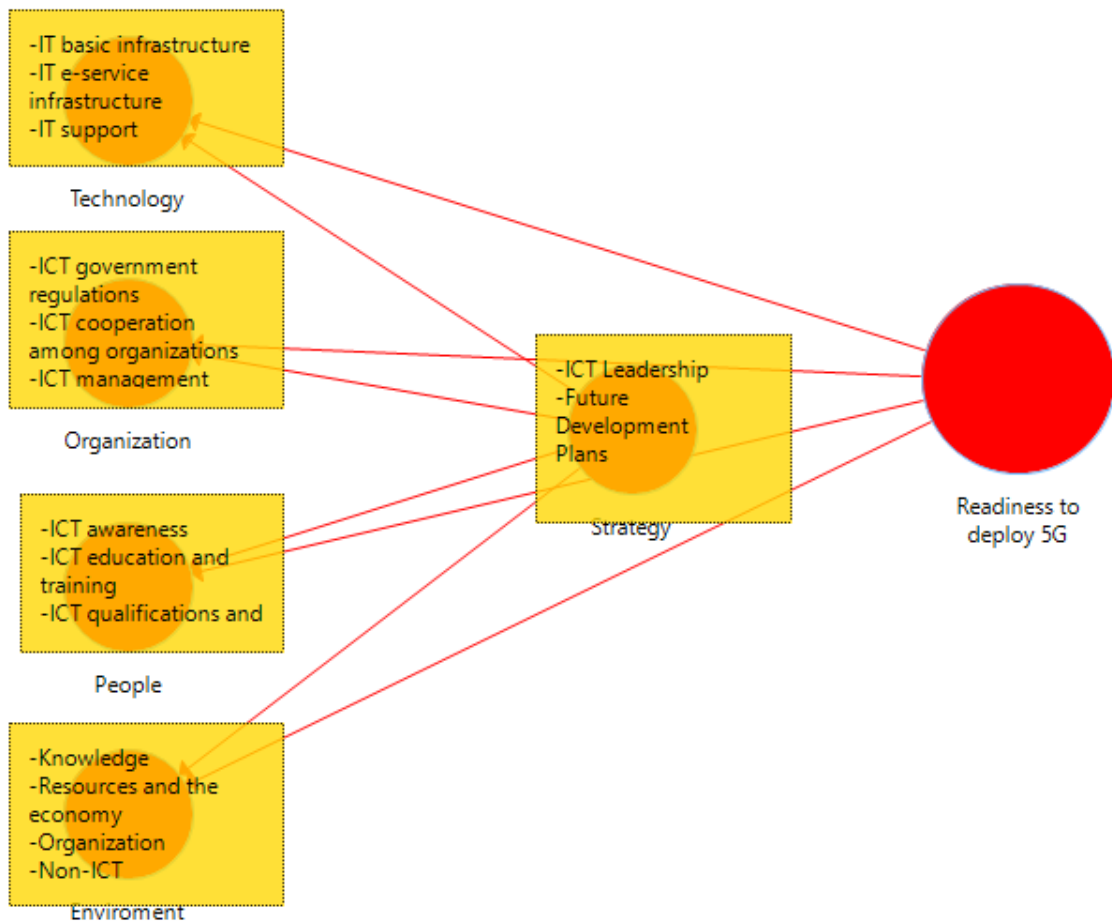 -IT basic infrastructure
-IT e-service
infrastructure
-IT support
Technology
-ICT government
regulations
-ICT cooperation
among organizations
-ICT management
Organization
-ICT Leadership
-Future
Development
Plans
Strategy
Readiness to
deploy 5G
-ICT awareness
-ICT education and
training
-ICT qualifications and
People
-Knowledge
-Resources and the
economy
-Organization
-Non-ICT
Enviroment